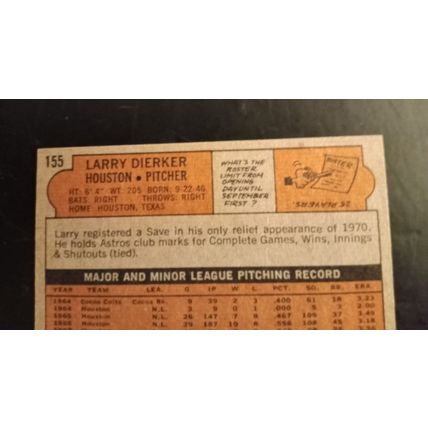 155
LARRY DIERKER
HOUSTON • PITCHER
HT: 6'4" WT: 205 BORN: 9-22-46
BATS: RIGHT THROWS: RIGHT
HOME: HOUSTON, TEXAS
WHAT'S THE
ROSTER
LIMIT FROM
OPENING
DAY UNTIL
SEPTEMBER
FIRST?
ROSTER
25 PLAYERS.
Larry registered a Save in his only relief appearance of 1970.
He holds Astros club marks for Complete Games, Wins, Innings
& Shutouts (tied).
MAJOR AND MINOR LEAGUE PITCHING RECORD
YEAR TEAM LEA. G IP W L PCT. SO. BB. ERA
1964 Cocoa Colts Cocoa Rk. 9 39 2 3 .400 61 18 3.23
1964 Houston N.L. 3 9 0 1 .000 5 3 2.00
1965 Houston N.L. 26 147 7 8 .467 109 37 3.49
Houston N.L. 29 187 10 8 .556 108 45 3.18